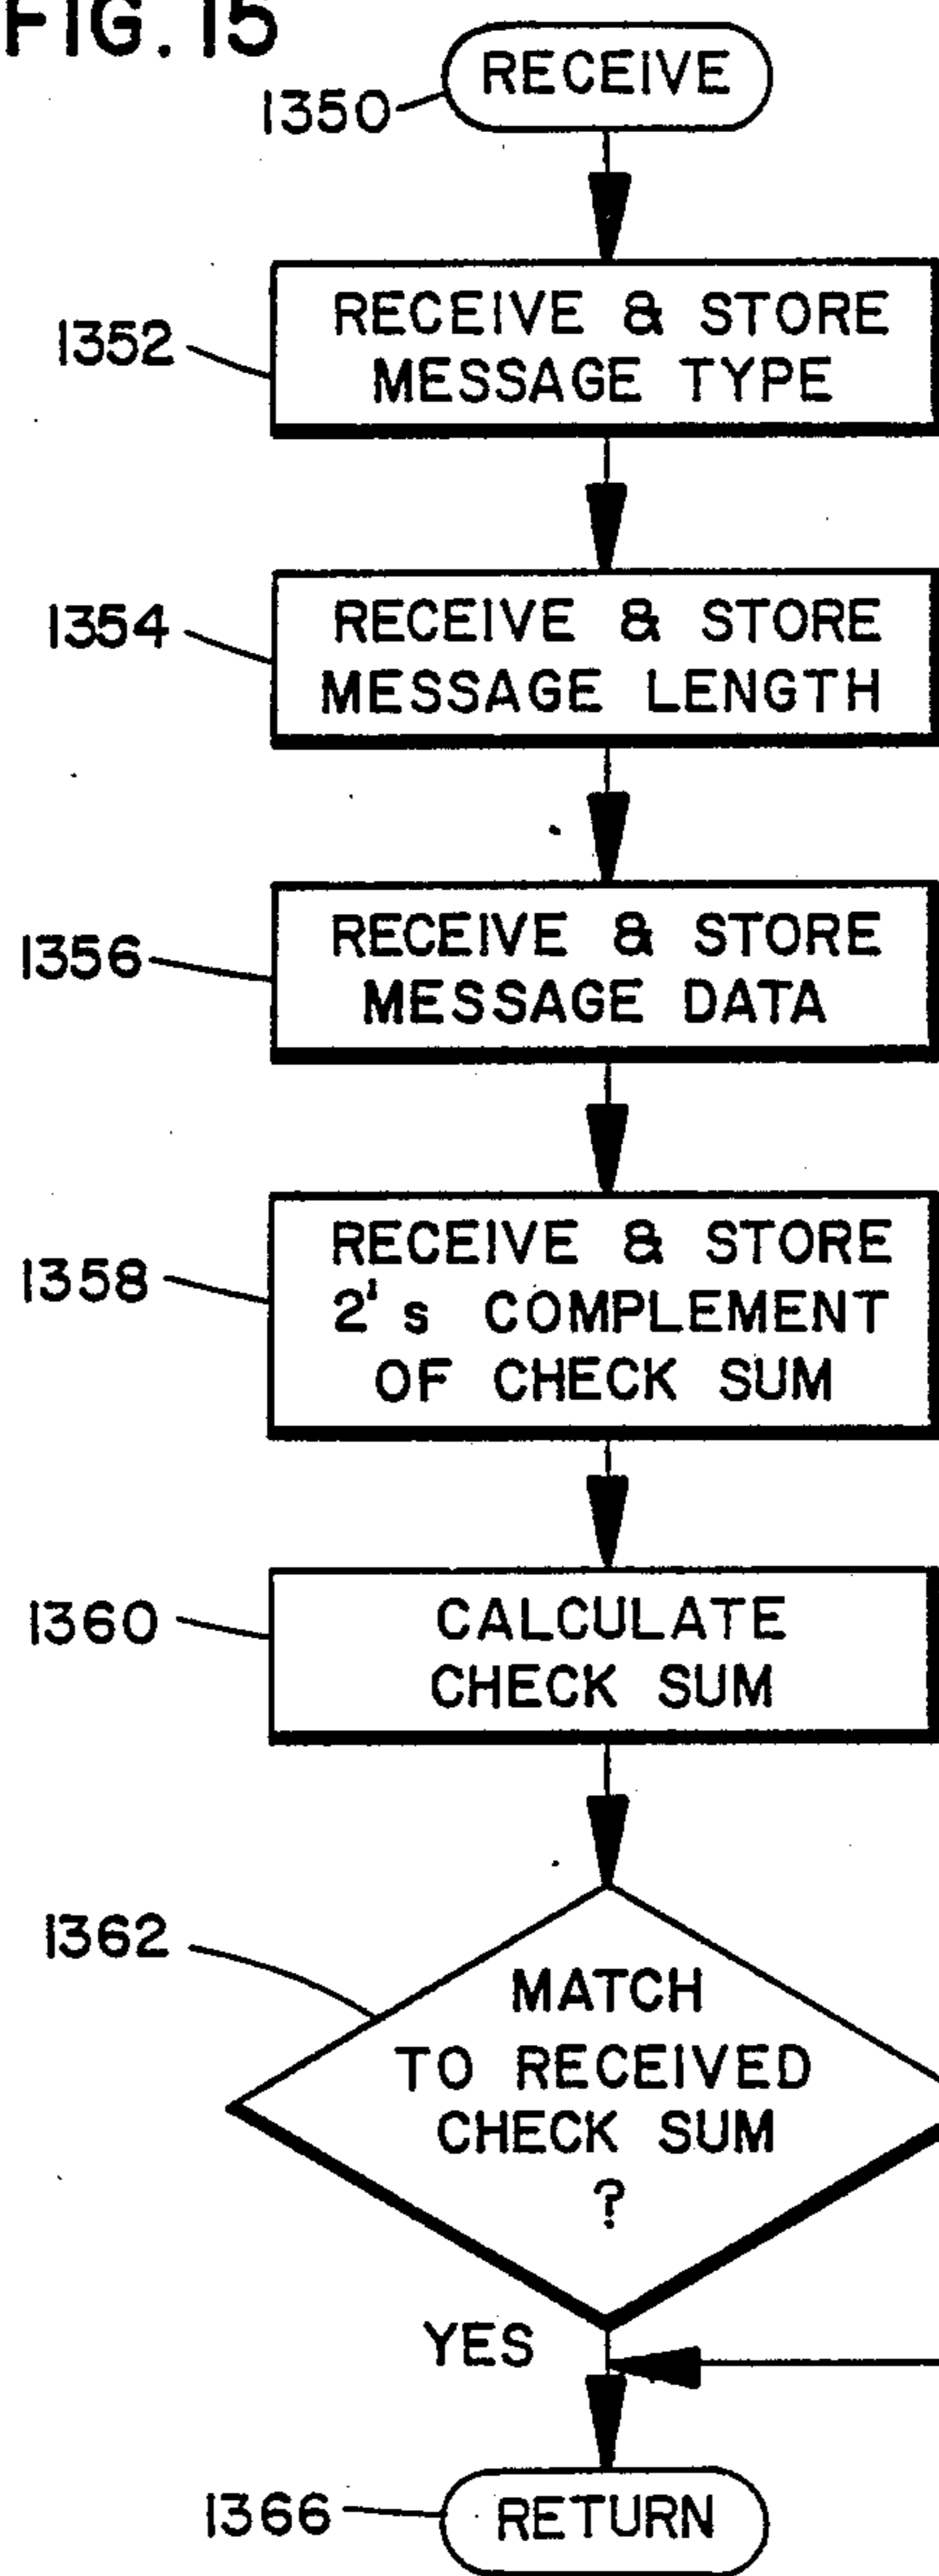 FIG. 15
RECEIVE
1350
1352
RECEIVE & STORE
MESSAGE TYPE
1354
RECEIVE & STORE
MESSAGE LENGTH
1356
RECEIVE & STORE
MESSAGE DATA
1358
RECEIVE & STORE
2's COMPLEMENT
OF CHECK SUM
1360
CALCULATE
CHECK SUM
1362
MATCH
TO RECEIVED
CHECK SUM
?
YES
1366
RETURN